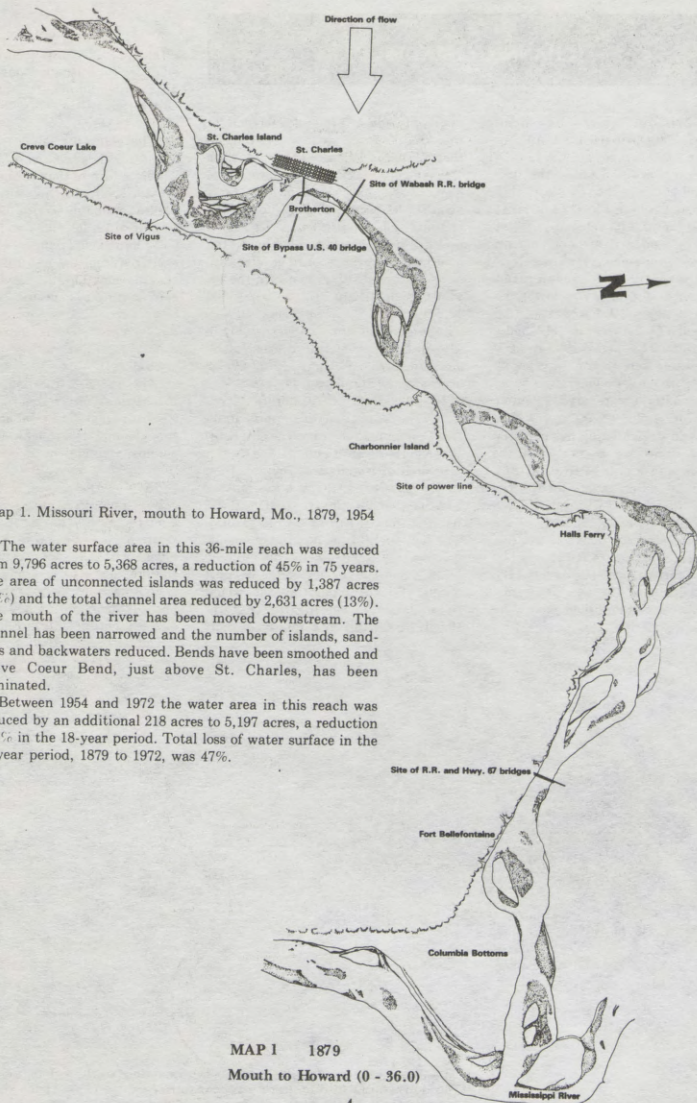 Direction of flow
St. Charles Island
St. Charles
Creve Coeur Lake
Site of Wabash R.R. bridge
Brotherton
Site of Vigus
Site of Bypass U.S. 40 bridge
N
Charbonnier Island
Site of power line
Halls Ferry
ap 1. Missouri River, mouth to Howard, Mo., 1879, 1954
The water surface area in this 36-mile reach was reduced
m 9,796 acres to 5,368 acres, a reduction of 45% in 75 years.
e area of unconnected islands was reduced by 1,387 acres
%) and the total channel area reduced by 2,631 acres (13%).
e mouth of the river has been moved downstream. The
nnel has been narrowed and the number of islands, sand-
s and backwaters reduced. Bends have been smoothed and
ve Coeur Bend, just above St. Charles, has been
minated.
Between 1954 and 1972 the water area in this reach was
uced by an additional 218 acres to 5,197 acres, a reduction
% in the 18-year period. Total loss of water surface in the
year period, 1879 to 1972, was 47%.
Site of R.R. and Hwy. 67 bridges
Fort Bellefontaine
Columbia Bottoms
MAP I 1879
Mouth to Howard (0 - 36.0)
Mississippi River
4